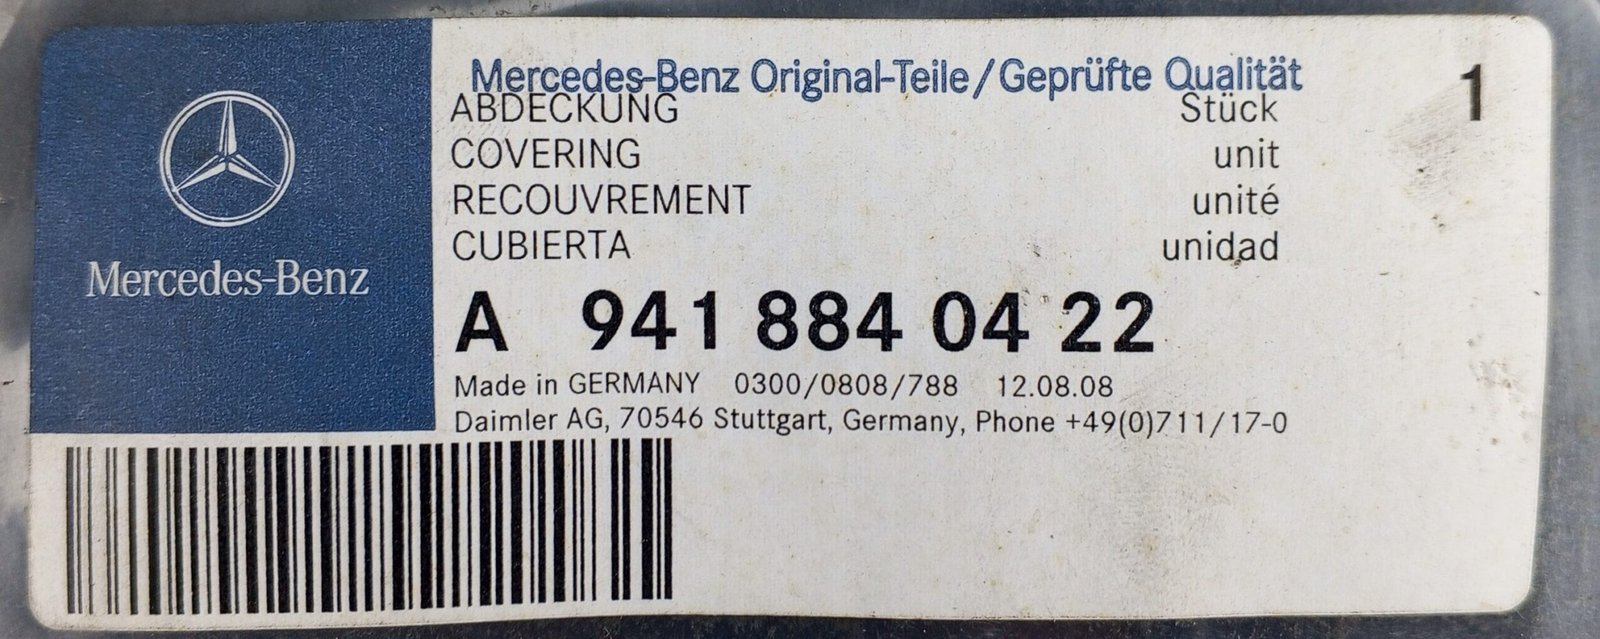 Mercedes-Benz
Mercedes-Benz Original-Teile/Geprüfte Qualität
ABDECKUNG Stück 1
COVERING unit
RECOUVREMENT unité
CUBIERTA unidad
A 941 884 04 22
Made in GERMANY 0300/0808/788 12.08.08
Daimler AG, 70546 Stuttgart, Germany, Phone +49(0)711/17-0